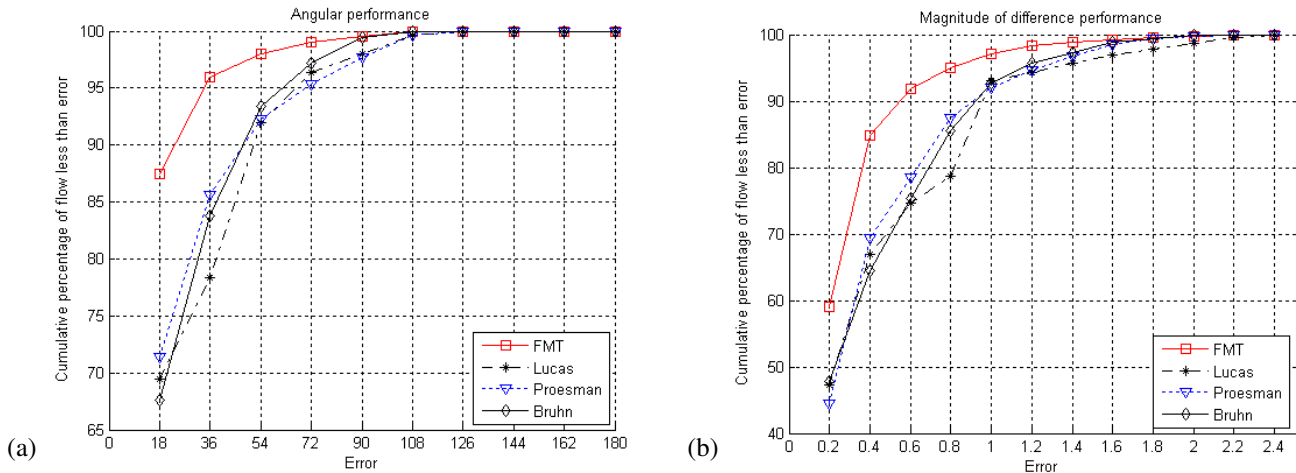 Angular performance
Cumulative percentage of flow less than error
100
95
90
85
80
75
70
65
0 18 36 54 72 90 108 126 144 162 180
Error
FMT
Lucas
Proesman
Bruhn
(a)
Magnitude of difference performance
Cumulative percentage of flow less than error
100
90
80
70
60
50
40
0 0.2 0.4 0.6 0.8 1 1.2 1.4 1.6 1.8 2 2.2 2.4
Error
FMT
Lucas
Proesman
Bruhn
(b)